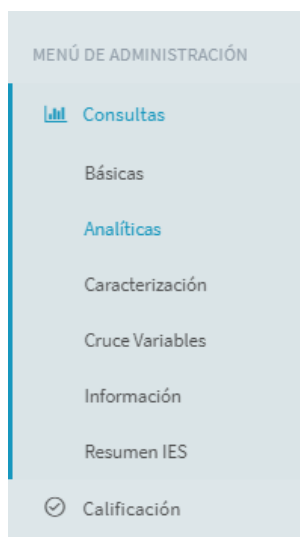 MENÚ DE ADMINISTRACIÓN
Consultas
Básicas
Analíticas
Caracterización
Cruce Variables
Información
Resumen IES
Calificación